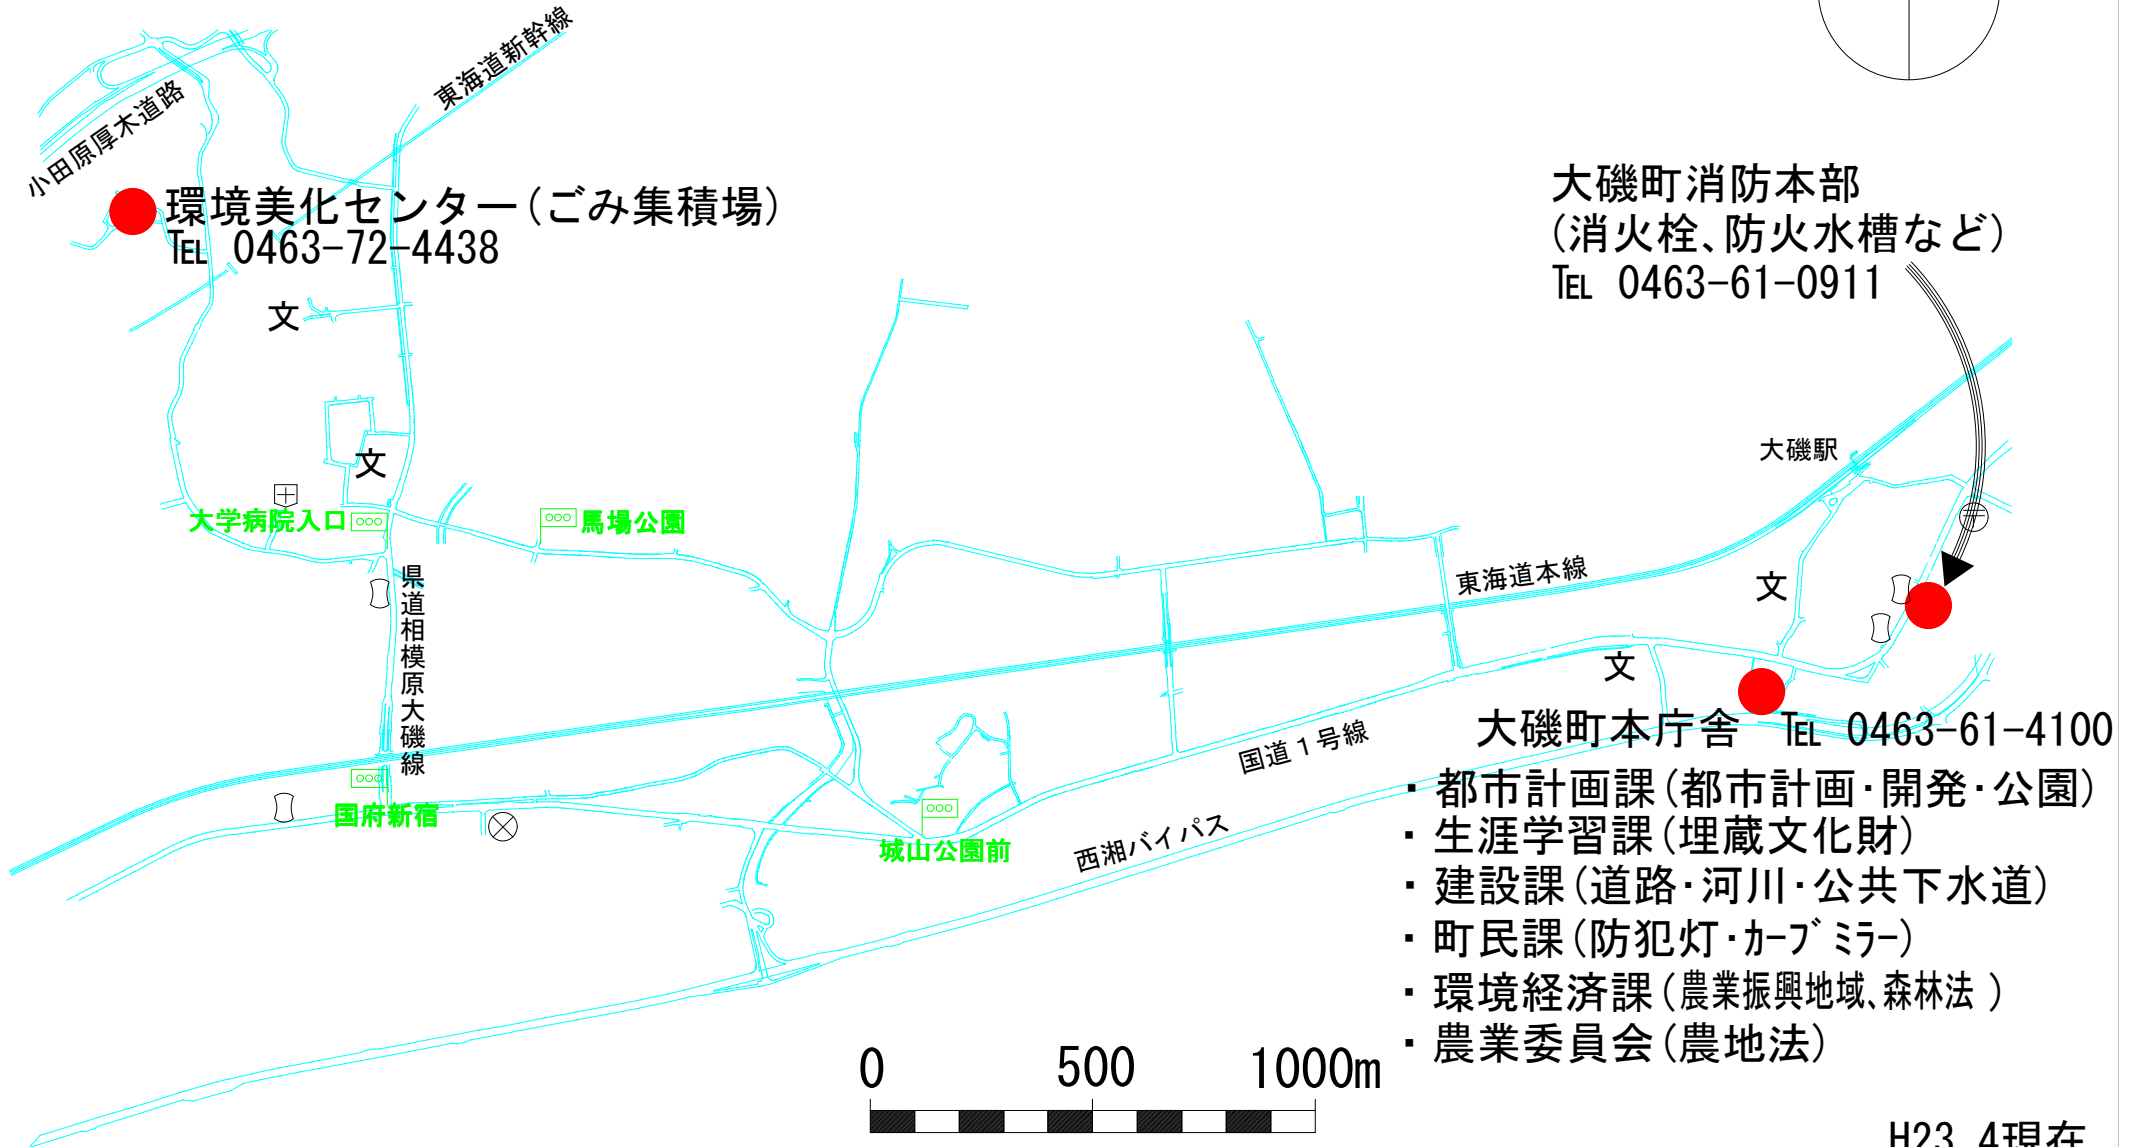 東海道新幹線
小田原厚木道路
環境美化センター(ごみ集積場)
℡ 0463-72-4438
大磯町消防本部
(消火栓、防火水槽など)
℡ 0463-61-0911
文
大磯駅
文
大学病院入口
馬場公園
県道相模原大磯線
東海道本線
文
文
大磯町本庁舎 ℡ 0463-61-4100
国道1号線
・都市計画課(都市計画・開発・公園)
・生涯学習課(埋蔵文化財)
・建設課(道路・河川・公共下水道)
・町民課(防犯灯・カーブミラー)
・環境経済課(農業振興地域、森林法)
・農業委員会(農地法)
国府新宿
城山公園前
西湘バイパス
0 500 1000m
H23.4現在